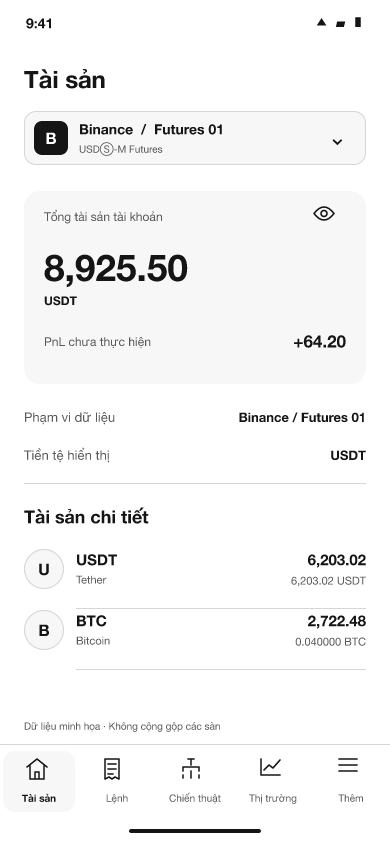 9:41
Tài sản
B
Binance / Futures 01
USDⓈ-M Futures
Tổng tài sản tài khoản
8,925.50
USDT
PnL chưa thực hiện
+64.20
Phạm vi dữ liệu
Binance / Futures 01
Tiền tệ hiển thị
USDT
Tài sản chi tiết
U
USDT
6,203.02
Tether
6,203.02 USDT
B
BTC
2,722.48
Bitcoin
0.040000 BTC
Dữ liệu minh họa · Không cộng gộp các sàn
Tài sản
Lệnh
Chiến thuật
Thị trường
Thêm